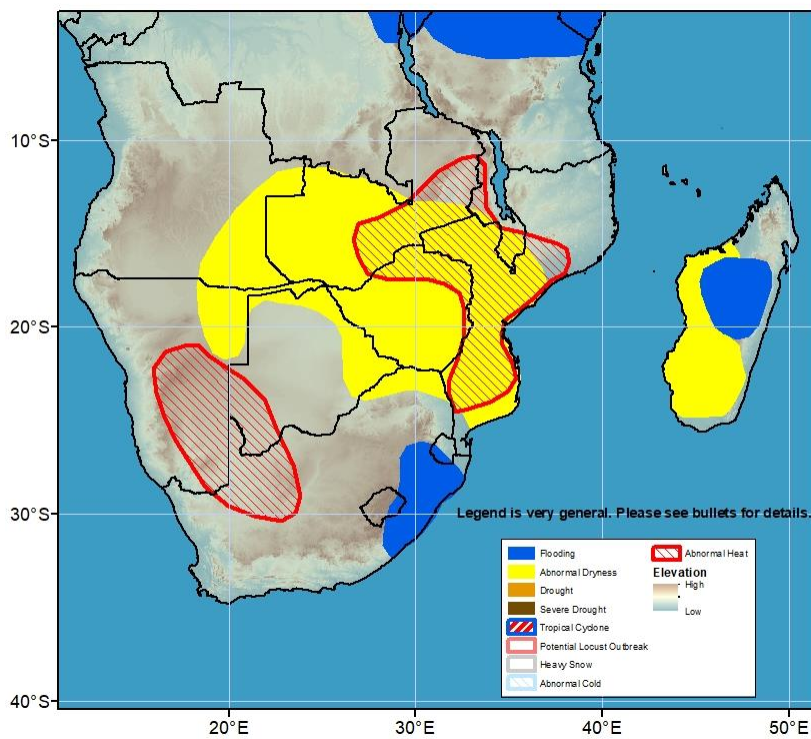 10°S
20°S
30°S
40°S
Legend is very general. Please see bullets for details.
Flooding
Abnormal Dryness
Drought
Severe Drought
Tropical Cyclone
Potential Locust Outbreak
Heavy Snow
Abnormal Cold
Abnormal Heat
Elevation
High
Low
20°E
30°E
40°E
50°E